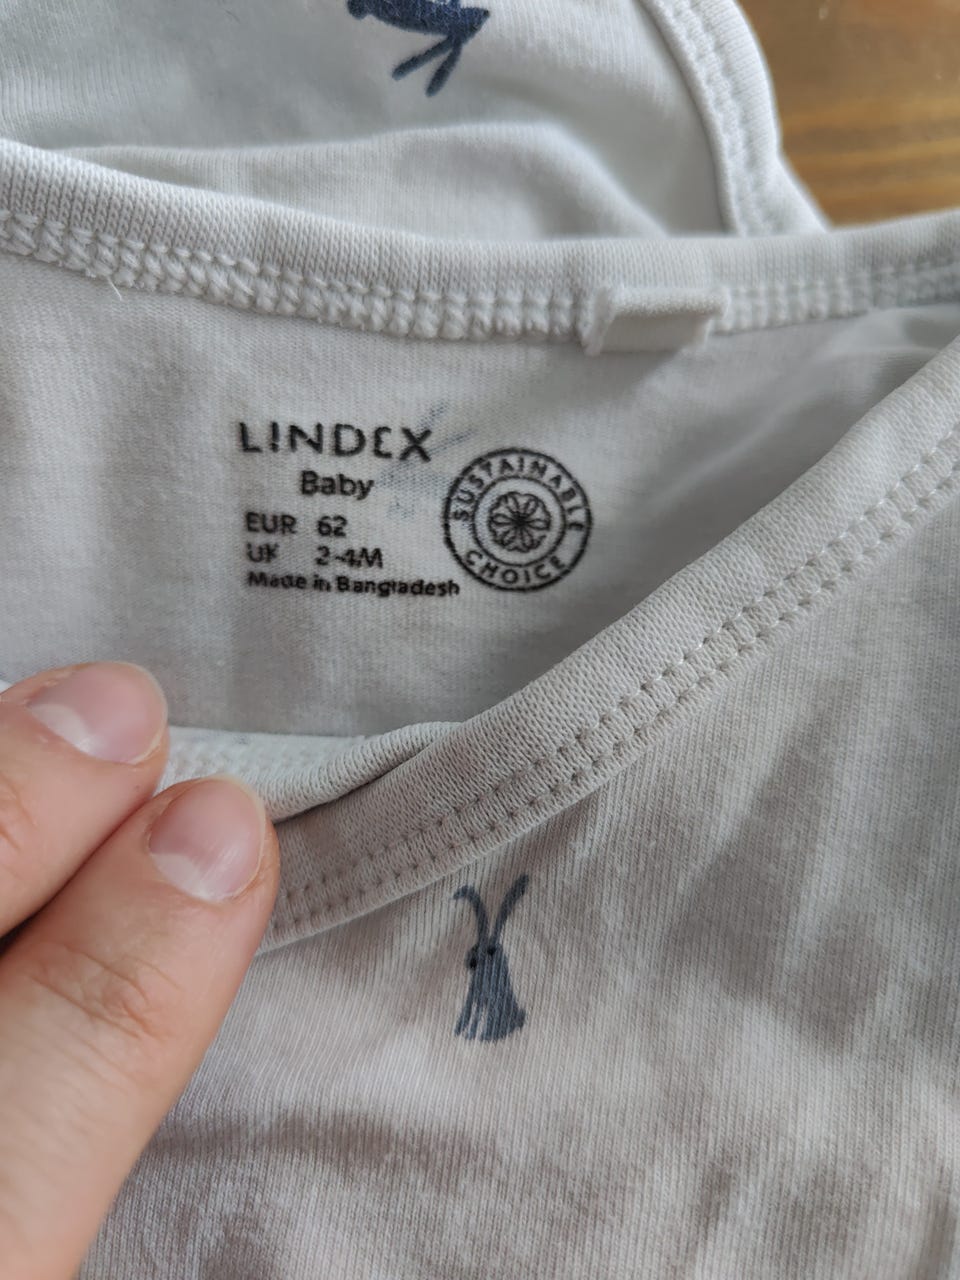 LINDEX
Baby
EUR 62
UK 2-4M
Made in Bangladesh
SUSTAINABLE
CHOICE